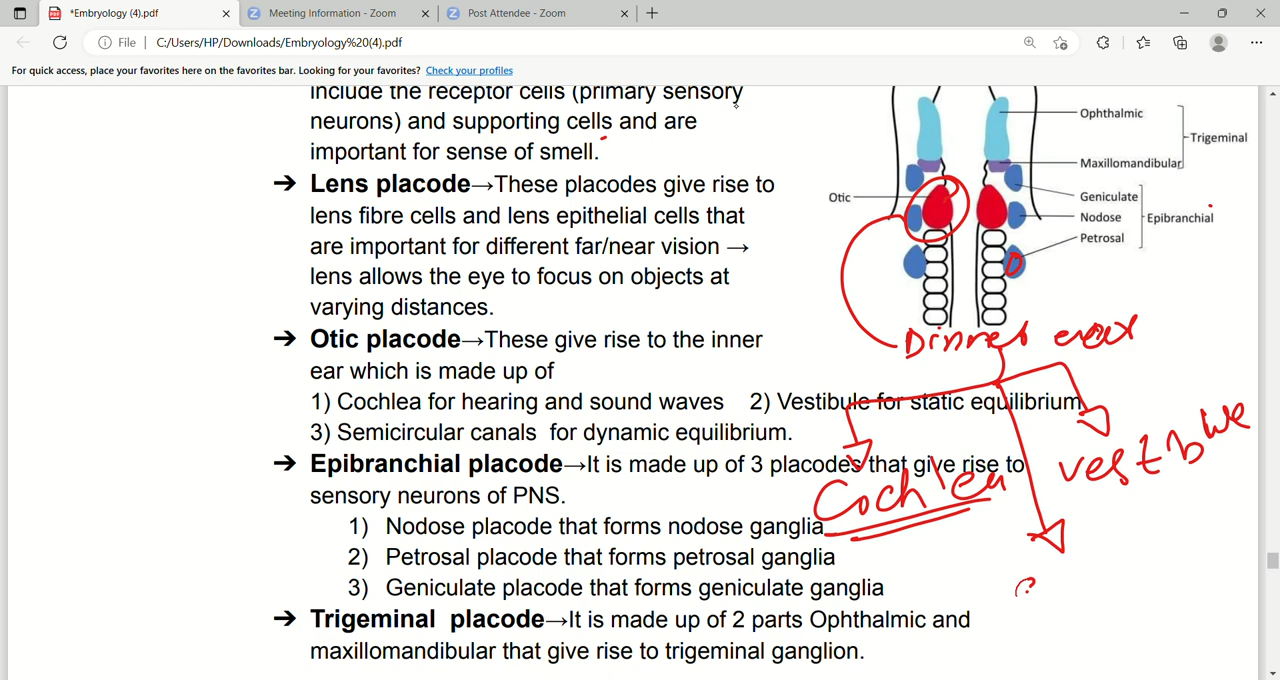 *Embryology (4).pdf
Meeting Information - Zoom
Post Attendee - Zoom
File
C:/Users/HP/Downloads/Embryology%20(4).pdf
For quick access, place your favorites here on the favorites bar. Looking for your favorites? Check your profiles
include the receptor cells (primary sensory
neurons) and supporting cells and are
important for sense of smell.
➔ Lens placode→These placodes give rise to
lens fibre cells and lens epithelial cells that
are important for different far/near vision →
lens allows the eye to focus on objects at
varying distances.
➔ Otic placode→These give rise to the inner
ear which is made up of
1) Cochlea for hearing and sound waves 2) Vestibule for static equilibrium
3) Semicircular canals for dynamic equilibrium.
➔ Epibranchial placode→It is made up of 3 placodes that give rise to
sensory neurons of PNS.
1) Nodose placode that forms nodose ganglia
2) Petrosal placode that forms petrosal ganglia
3) Geniculate placode that forms geniculate ganglia
➔ Trigeminal placode→It is made up of 2 parts Ophthalmic and
maxillomandibular that give rise to trigeminal ganglion.
Ophthalmic
Trigeminal
Maxillomandibular
Otic
Geniculate
Nodose
Epibranchial
Petrosal
ear
Cochlea